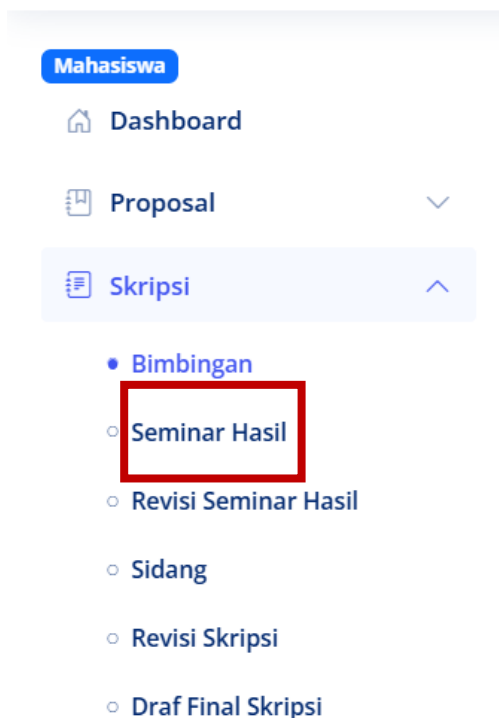 Mahasiswa
Dashboard
Proposal
Skripsi
Bimbingan
Seminar Hasil
Revisi Seminar Hasil
Sidang
Revisi Skripsi
Draf Final Skripsi